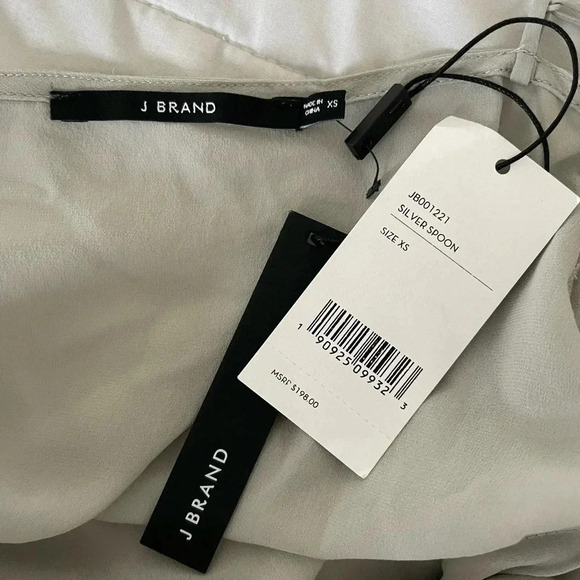 J BRAND
MADE IN
CHINA
XS
JB001221
SILVER SPOON
SIZE XS
1 90925 09932 3
MSRP $198.00
J BRAND